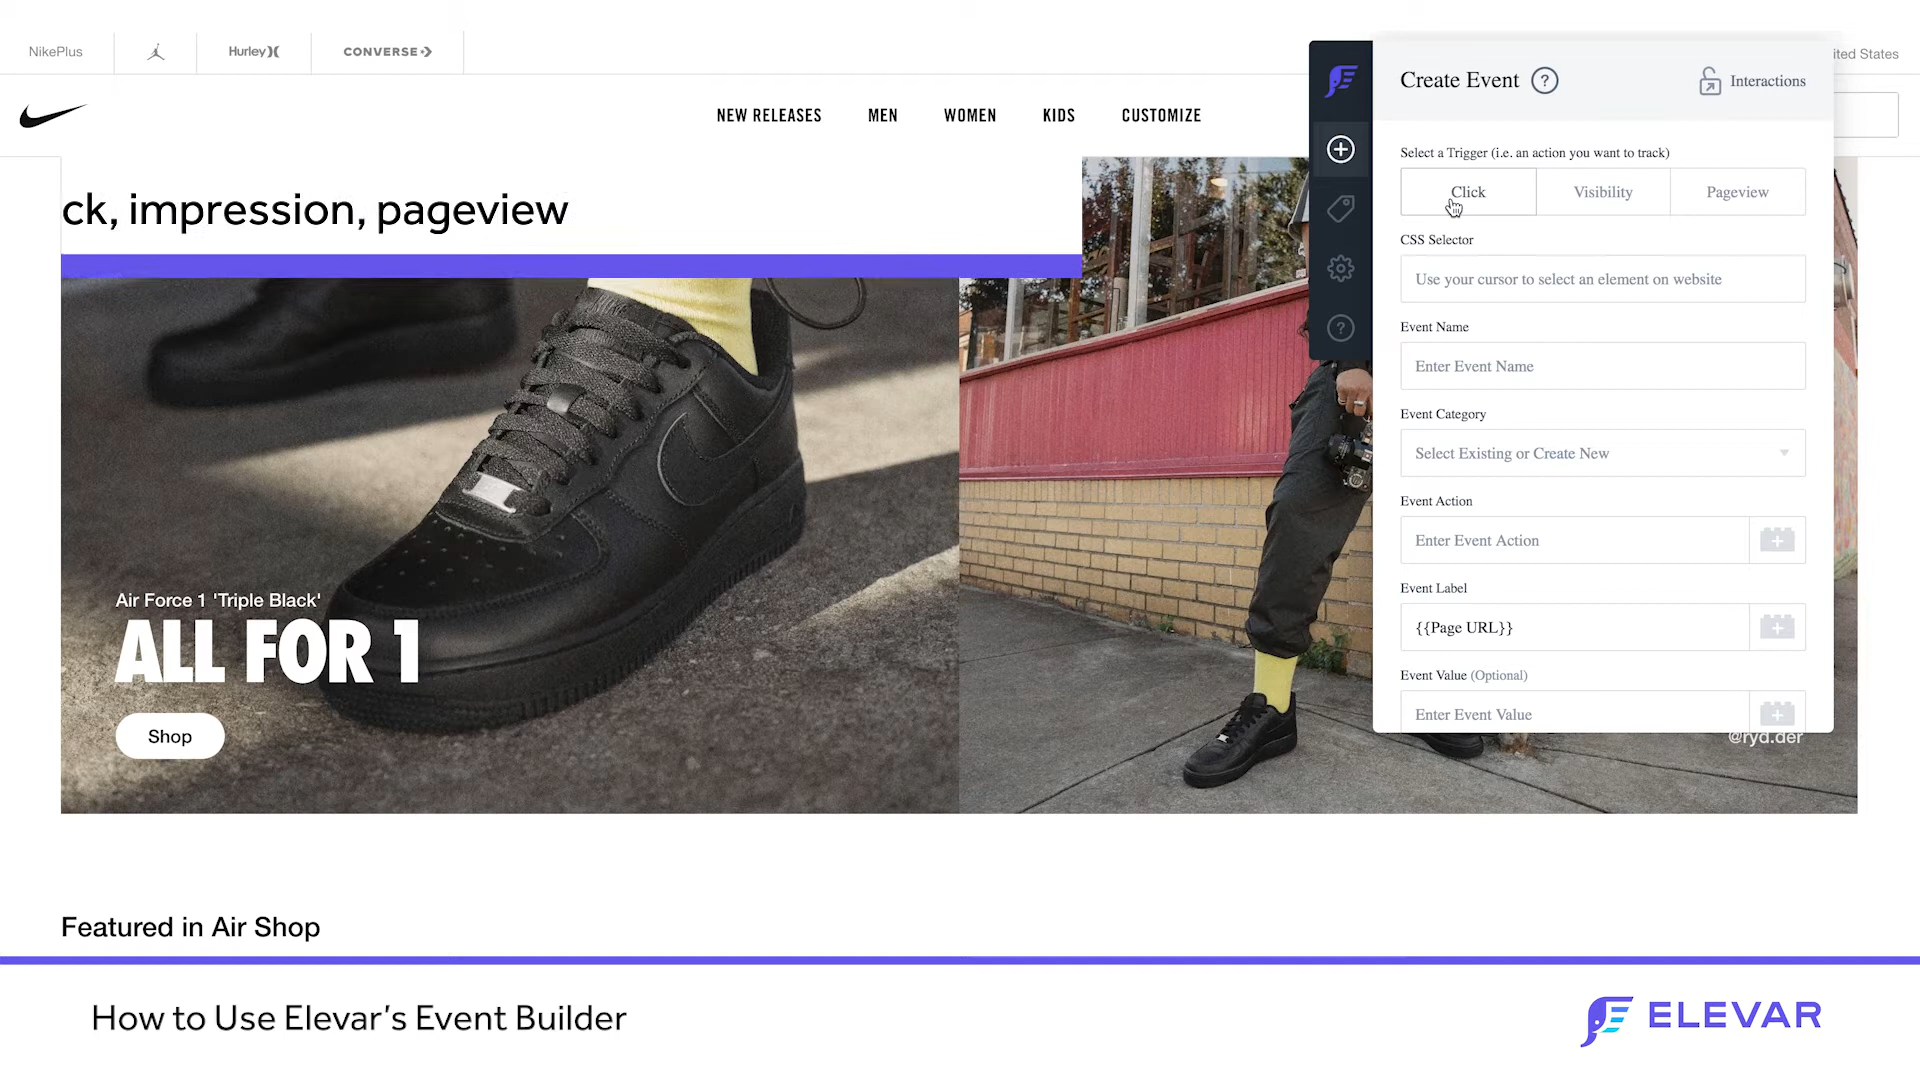 NikePlus
Hurley
CONVERSE
ited States
NEW RELEASES MEN WOMEN KIDS CUSTOMIZE
ck, impression, pageview
Air Force 1 'Triple Black'
ALL FOR 1
Shop
Create Event ?
Interactions
Select a Trigger (i.e. an action you want to track)
Click Visibility Pageview
CSS Selector
Use your cursor to select an element on website
Event Name
Enter Event Name
Event Category
Select Existing or Create New
Event Action
Enter Event Action
Event Label
{{Page URL}}
Event Value (Optional)
Enter Event Value
@ryd.der
Featured in Air Shop
How to Use Elevar's Event Builder
ELEVAR